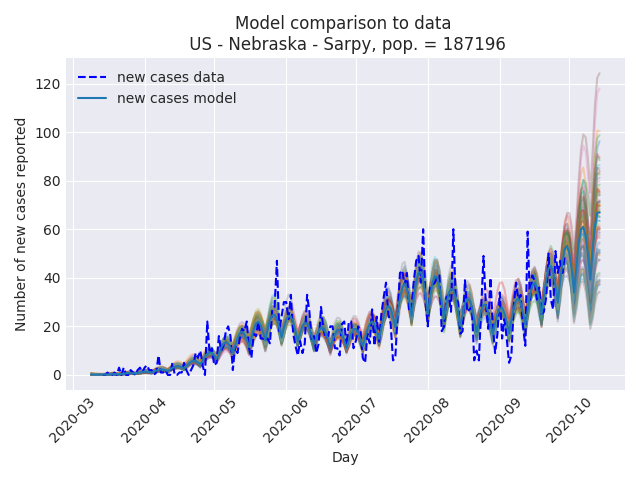 Model comparison to data
US - Nebraska - Sarpy, pop. = 187196
new cases data
new cases model
Number of new cases reported
120
100
80
60
40
20
0
2020-03
2020-04
2020-05
2020-06
2020-07
2020-08
2020-09
2020-10
Day